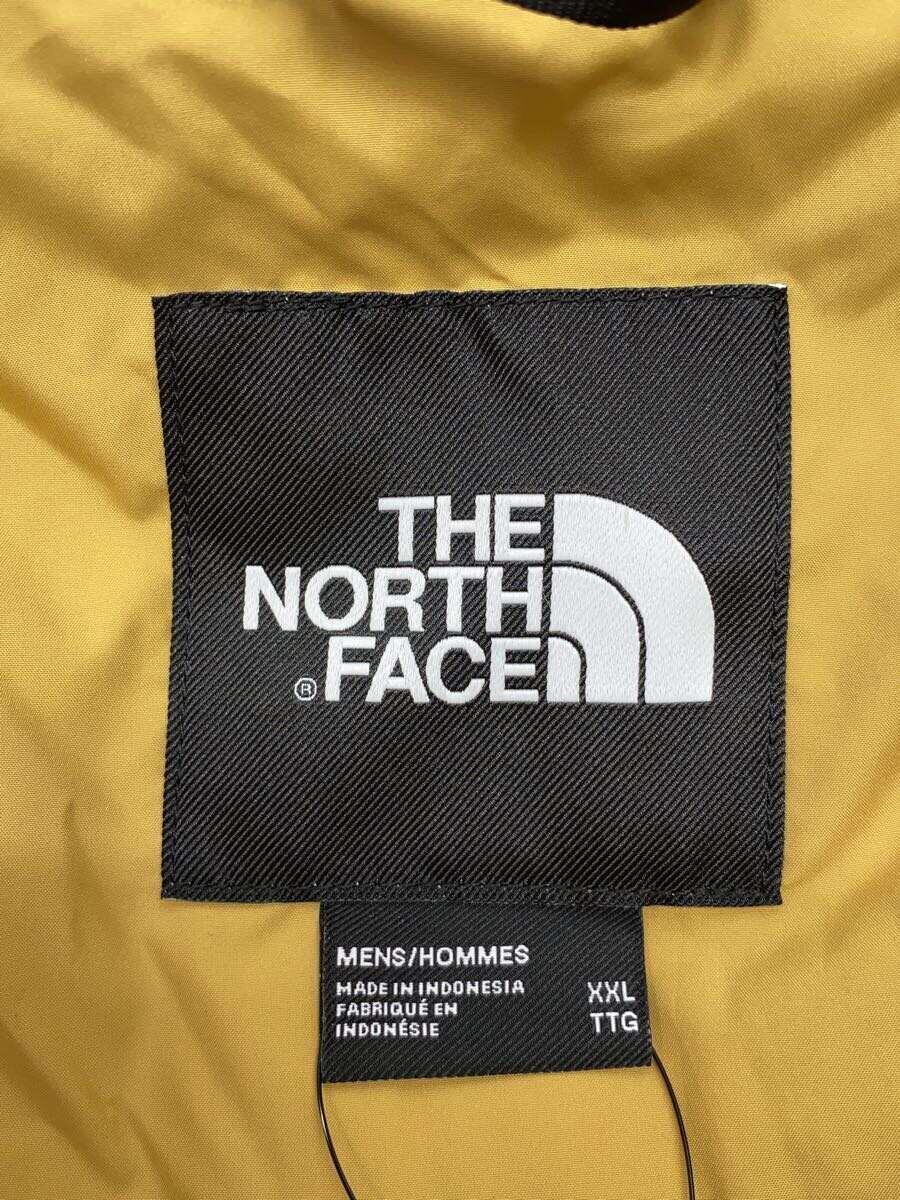 THE
NORTH
® FACE
MENS/HOMMES
MADE IN INDONESIA
FABRIQUÉ EN
INDONÉSIE
XXL
TTG